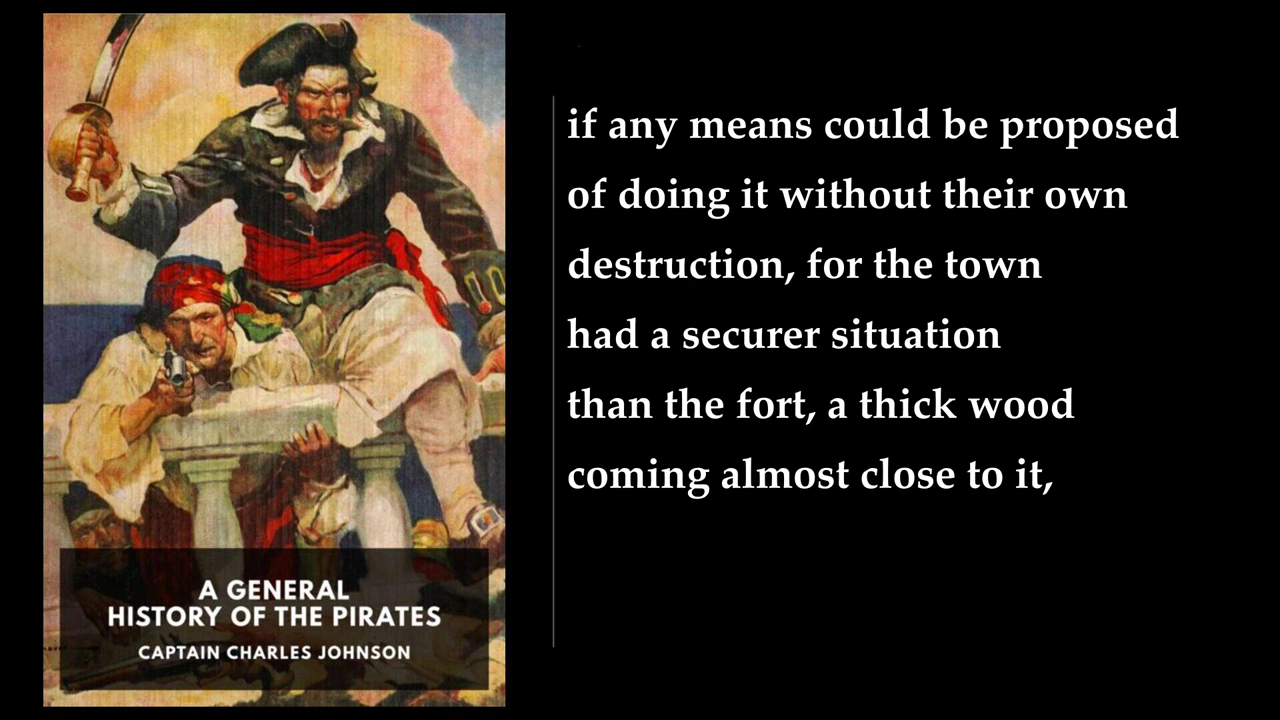 if any means could be proposed
of doing it without their own
destruction, for the town
had a securer situation
than the fort, a thick wood
coming almost close to it,
A GENERAL
HISTORY OF THE PIRATES
CAPTAIN CHARLES JOHNSON